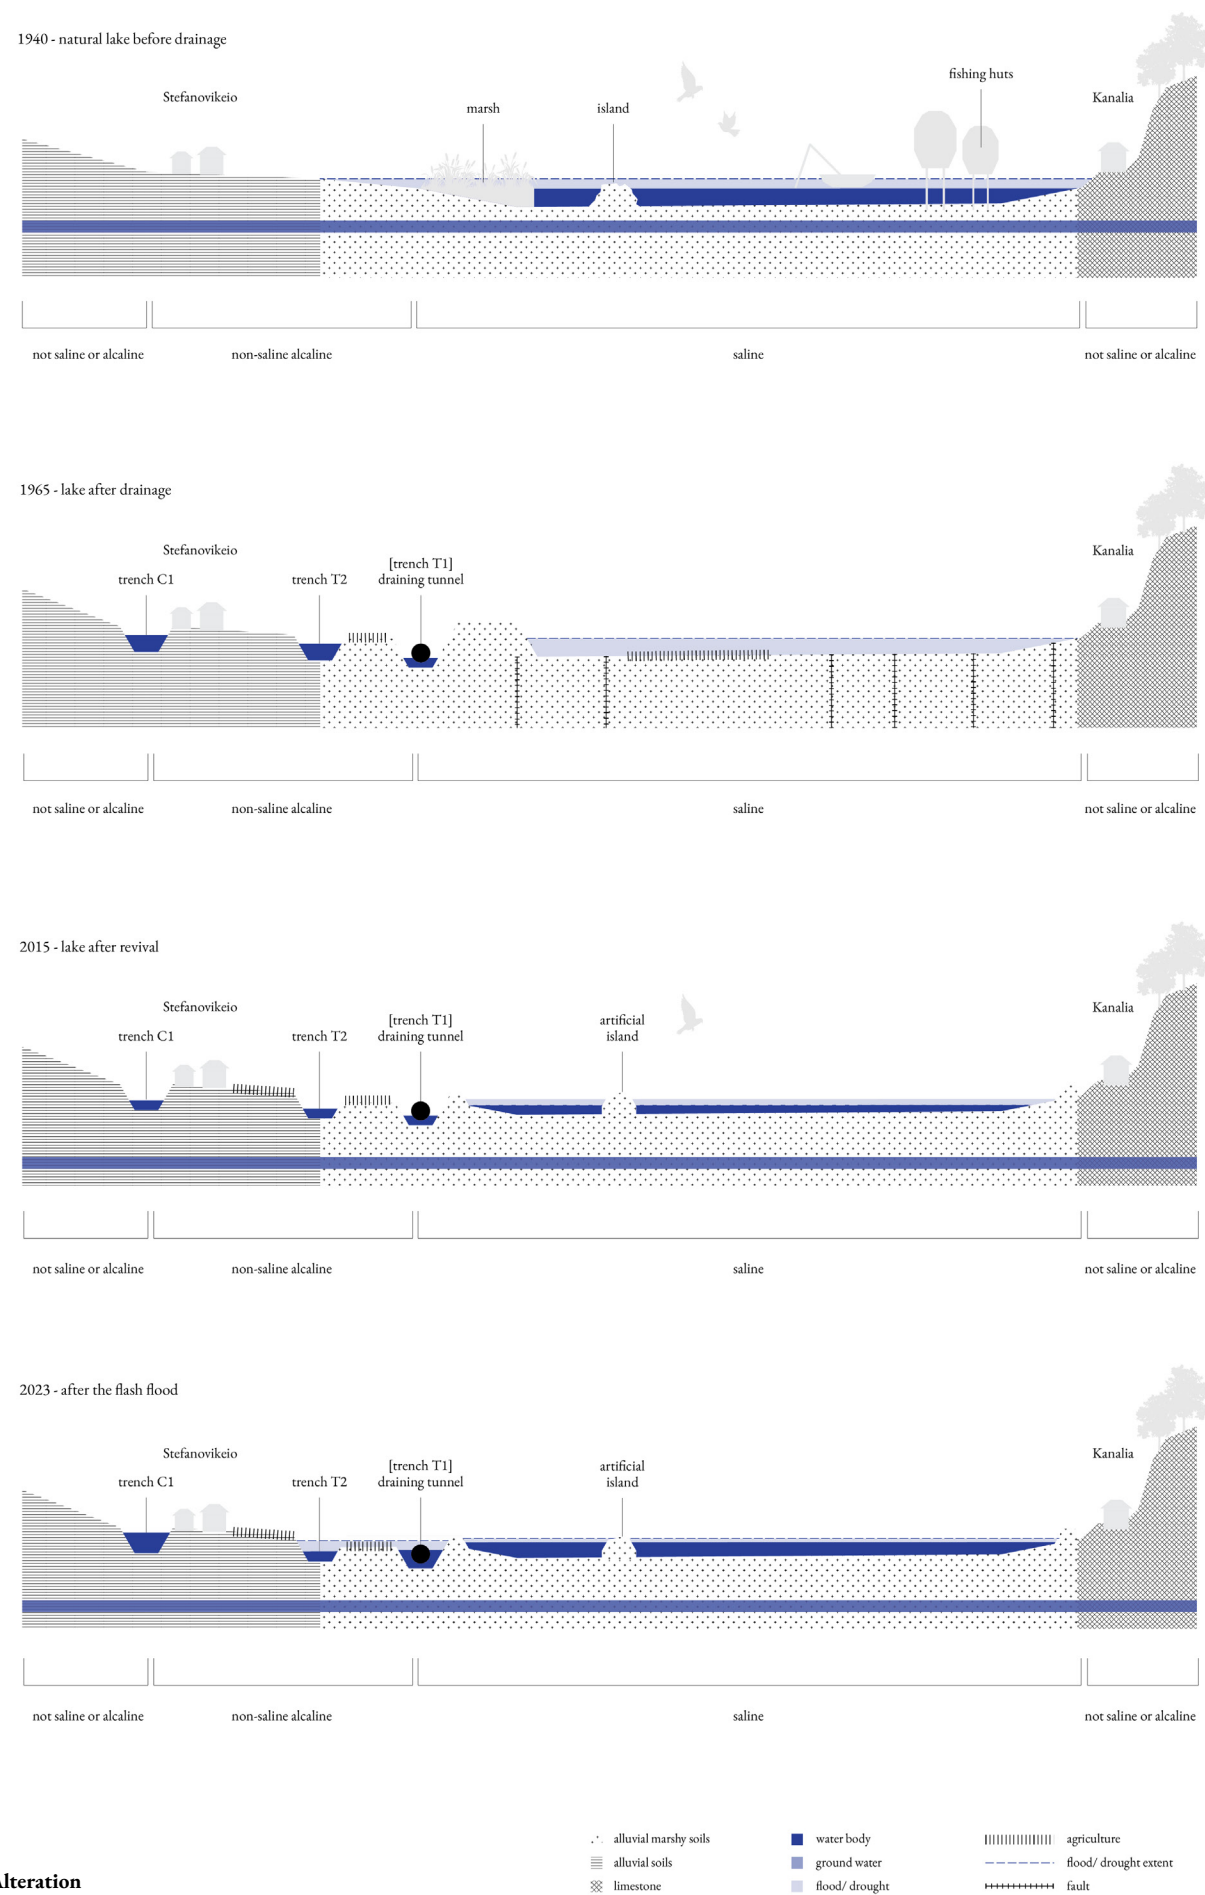 1940 - natural lake before drainage
fishing huts
Stefanovikeio
Kanalia
marsh
island
not saline or alcaline
non-saline alcaline
saline
not saline or alcaline
1965 - lake after drainage
Stefanovikeio
Kanalia
[trench T1]
trench C1
trench T2
draining tunnel
not saline or alcaline
non-saline alcaline
saline
not saline or alcaline
2015 - lake after revival
Stefanovikeio
Kanalia
[trench T1]
artificial
trench C1
trench T2
draining tunnel
island
not saline or alcaline
non-saline alcaline
saline
not saline or alcaline
2023 - after the flash flood
Stefanovikeio
Kanalia
[trench T1]
artificial
trench C1
trench T2
draining tunnel
island
not saline or alcaline
non-saline alcaline
saline
not saline or alcaline
alluvial marshy soils
water body
agriculture
alluvial soils
ground water
flood/ drought extent
limestone
flood/ drought
fault
lteration